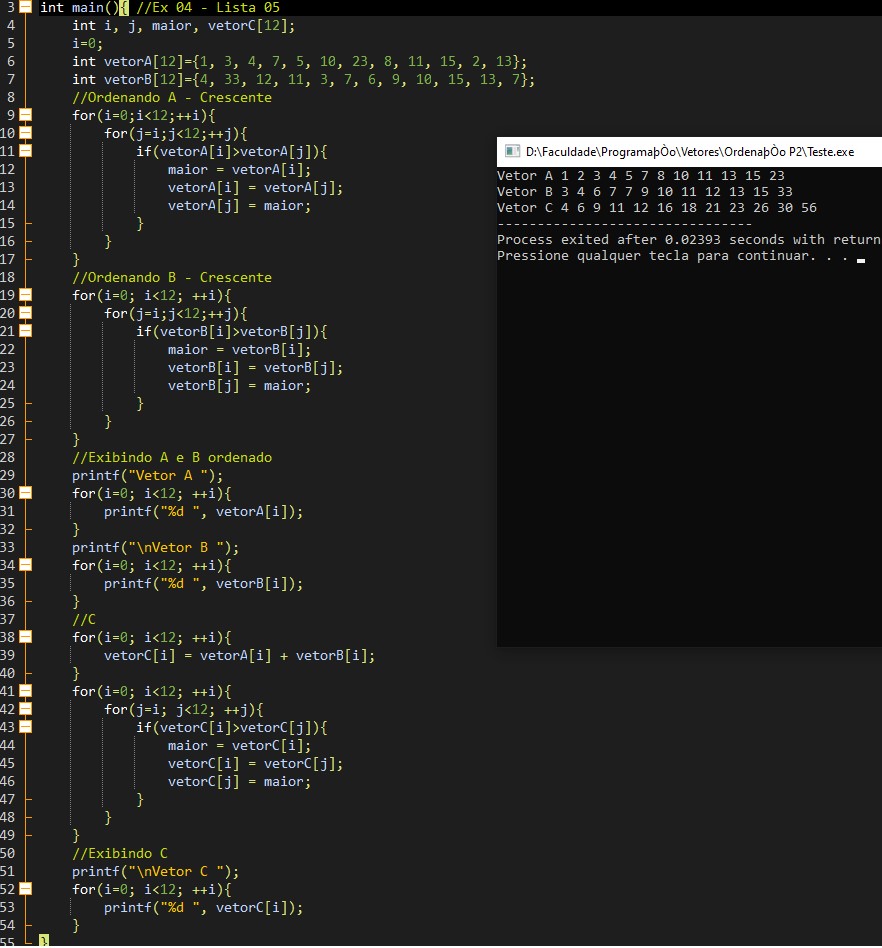 3 int main(){ //Ex 04 - Lista 05
4 int i, j, maior, vetorC[12];
5 i=0;
6 int vetorA[12]={1, 3, 4, 7, 5, 10, 23, 8, 11, 15, 2, 13};
7 int vetorB[12]={4, 33, 12, 11, 3, 7, 6, 9, 10, 15, 13, 7};
8 //Ordenando A - Crescente
9 for(i=0;i<12;++i){
10 for(j=i;j<12;++j){
11 if(vetorA[i]>vetorA[j]){
12 maior = vetorA[i];
13 vetorA[i] = vetorA[j];
14 vetorA[j] = maior;
15 }
16 }
17 }
18 //Ordenando B - Crescente
19 for(i=0; i<12; ++i){
20 for(j=i;j<12;++j){
21 if(vetorB[i]>vetorB[j]){
22 maior = vetorB[i];
23 vetorB[i] = vetorB[j];
24 vetorB[j] = maior;
25 }
26 }
27 }
28 //Exibindo A e B ordenado
29 printf("Vetor A ");
30 for(i=0; i<12; ++i){
31 printf("%d ", vetorA[i]);
32 }
33 printf("\nVetor B ");
34 for(i=0; i<12; ++i){
35 printf("%d ", vetorB[i]);
36 }
37 //C
38 for(i=0; i<12; ++i){
39 vetorC[i] = vetorA[i] + vetorB[i];
40 }
41 for(i=0; i<12; ++i){
42 for(j=i; j<12; ++j){
43 if(vetorC[i]>vetorC[j]){
44 maior = vetorC[i];
45 vetorC[i] = vetorC[j];
46 vetorC[j] = maior;
47 }
48 }
49 }
50 //Exibindo C
51 printf("\nVetor C ");
52 for(i=0; i<12; ++i){
53 printf("%d ", vetorC[i]);
54 }
55 }
D:\Faculdade\ProgramaþÒo\Vetores\OrdenaþÒo P2\Teste.exe
Vetor A 1 2 3 4 5 7 8 10 11 13 15 23
Vetor B 3 4 6 7 7 9 10 11 12 13 15 33
Vetor C 4 6 9 11 12 16 18 21 23 26 30 56
--------------------------------
Process exited after 0.02393 seconds with return
Pressione qualquer tecla para continuar. . .